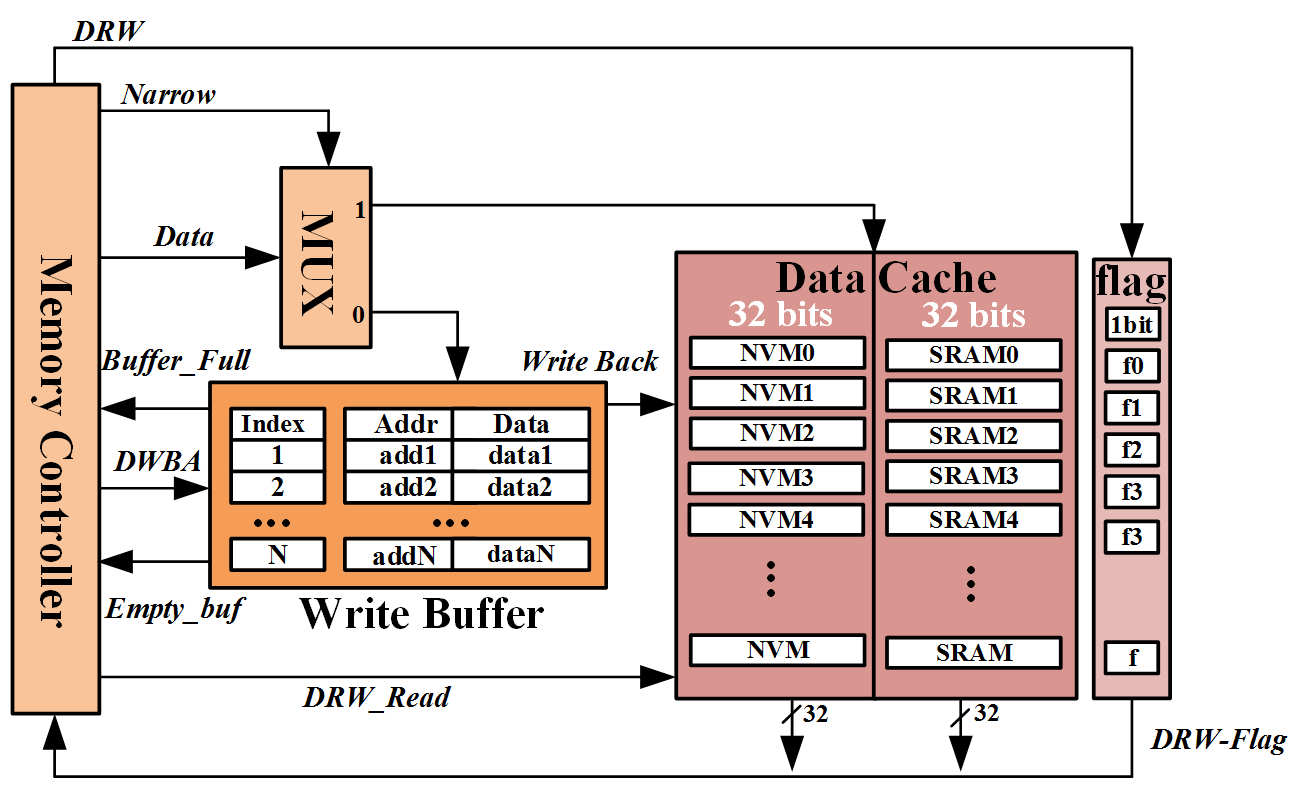 DRW
Narrow
Data
MUX
1
0
Memory Controller
Buffer_Full
DWBA
Empty_buf
Index
1
2
•••
N
Addr Data
add1 data1
add2 data2
•••
addN dataN
Write Buffer
Write Back
DRW_Read
Data Cache
32 bits
32 bits
NVM0
NVM1
NVM2
NVM3
NVM4
NVM
SRAM0
SRAM1
SRAM2
SRAM3
SRAM4
SRAM
32
32
flag
1bit
f0
f1
f2
f3
f3
f
DRW-Flag